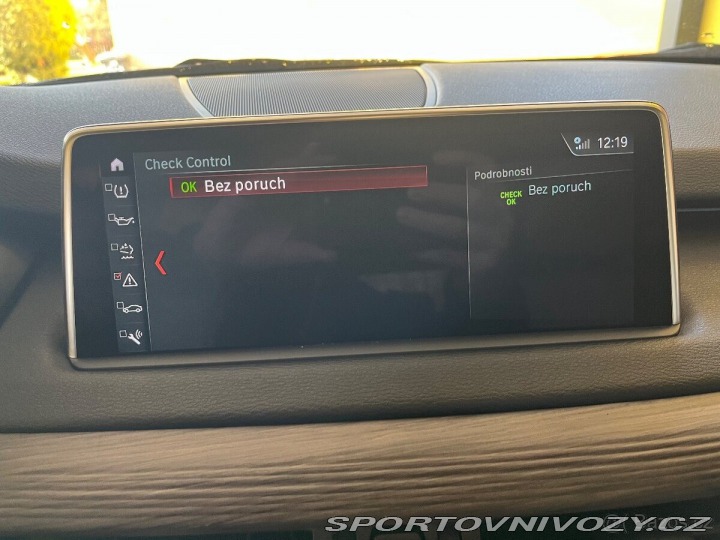 12:19
Check Control
OK Bez poruch
Podrobnosti
CHECK OK Bez poruch
SPORTOVNIVOZY.CZ